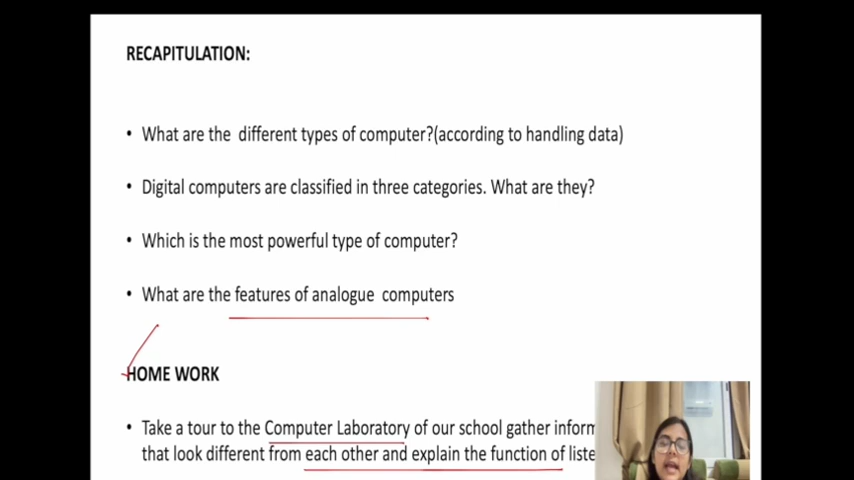 RECAPITULATION:
• What are the different types of computer?(according to handling data)
• Digital computers are classified in three categories. What are they?
• Which is the most powerful type of computer?
• What are the features of analogue computers
HOME WORK
• Take a tour to the Computer Laboratory of our school gather
that look different from each other and explain the function of